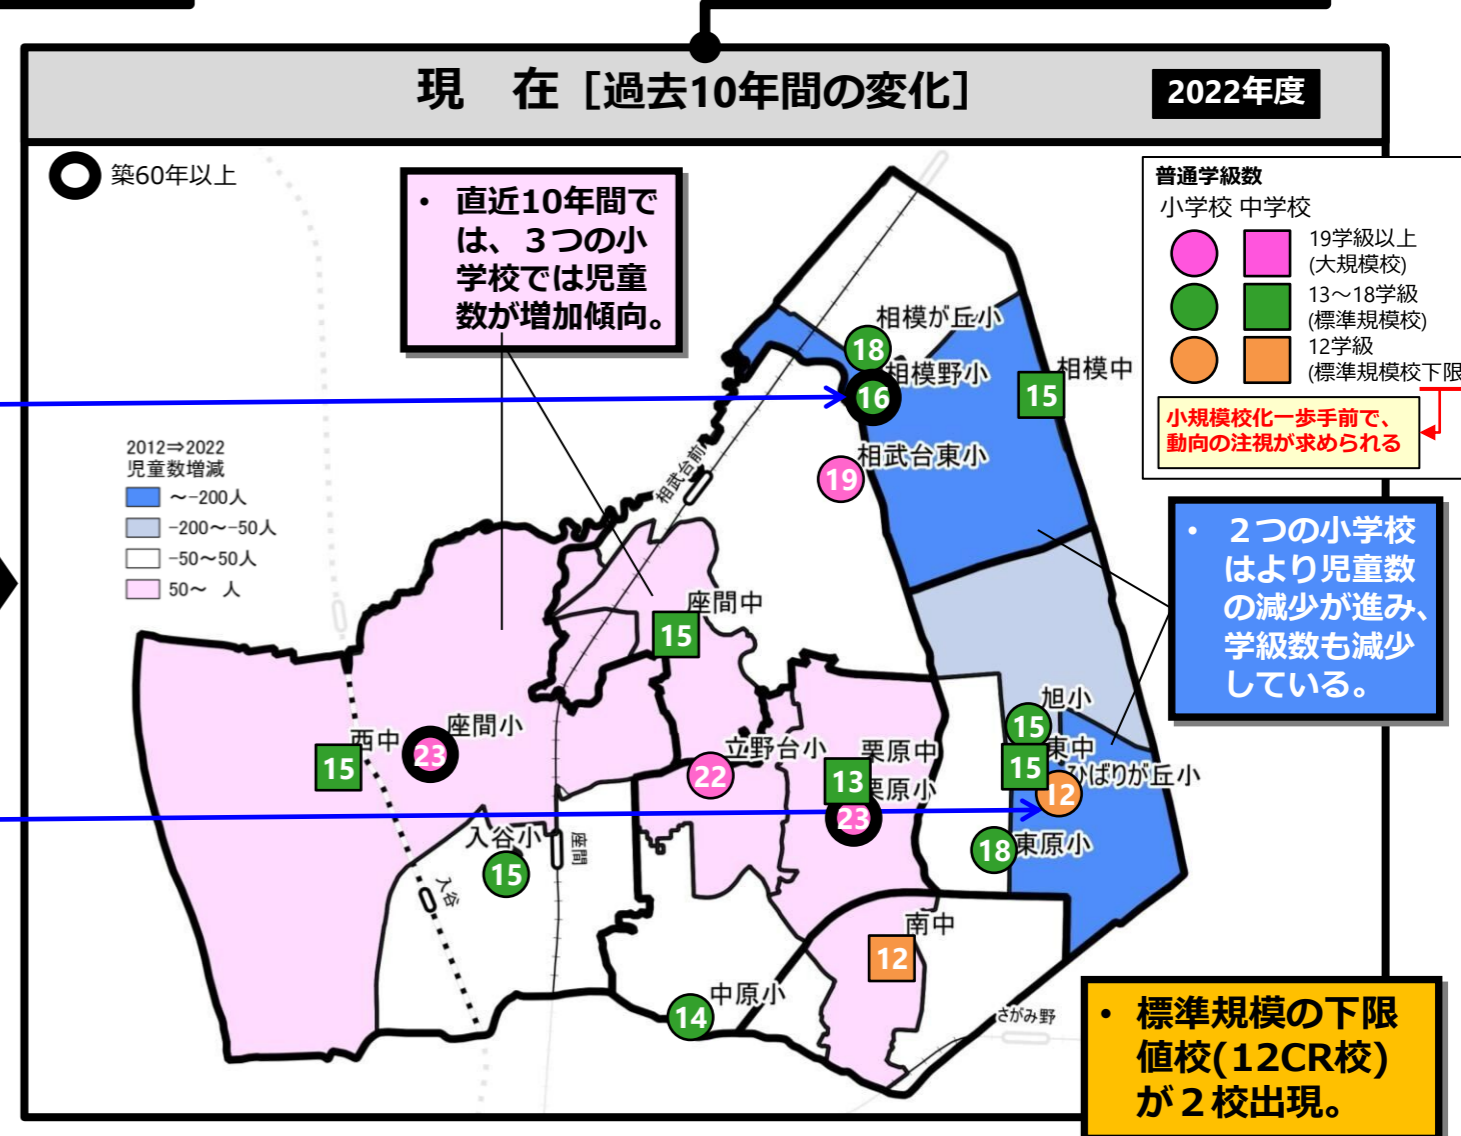 現　在［過去10年間の変化］
2022年度
築60年以上
・ 直近10年間で
は、３つの小
学校では児童
数が増加傾向。
普通学級数
小学校 中学校
19学級以上
(大規模校)
13～18学級
(標準規模校)
12学級
(標準規模校下限
小規模校化一歩手前で、
動向の注視が求められる
2012⇒2022
児童数増減
～-200人
-200～-50人
-50～50人
50～ 人
相模が丘小
18
相模野小
16
相模中
15
相武台東小
19
相武台前
・ ２つの小学校
はより児童数
の減少が進み、
学級数も減少
している。
座間中
15
旭小
15
東中
15
ひばりが丘小
12
西中
15
座間小
23
立野台小
22
栗原中
13
栗原小
23
東原小
18
入谷小
15
座間
入谷
南中
12
中原小
14
さがみ野
・ 標準規模の下限
値校(12CR校)
が２校出現。